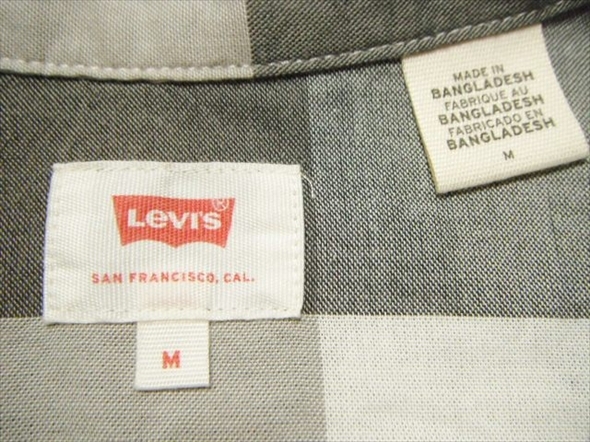 MADE IN
BANGLADESH
FABRIQUE AU
BANGLADESH
FABRICADO EN
BANGLADESH
M
Levi's®
SAN FRANCISCO, CAL.
M